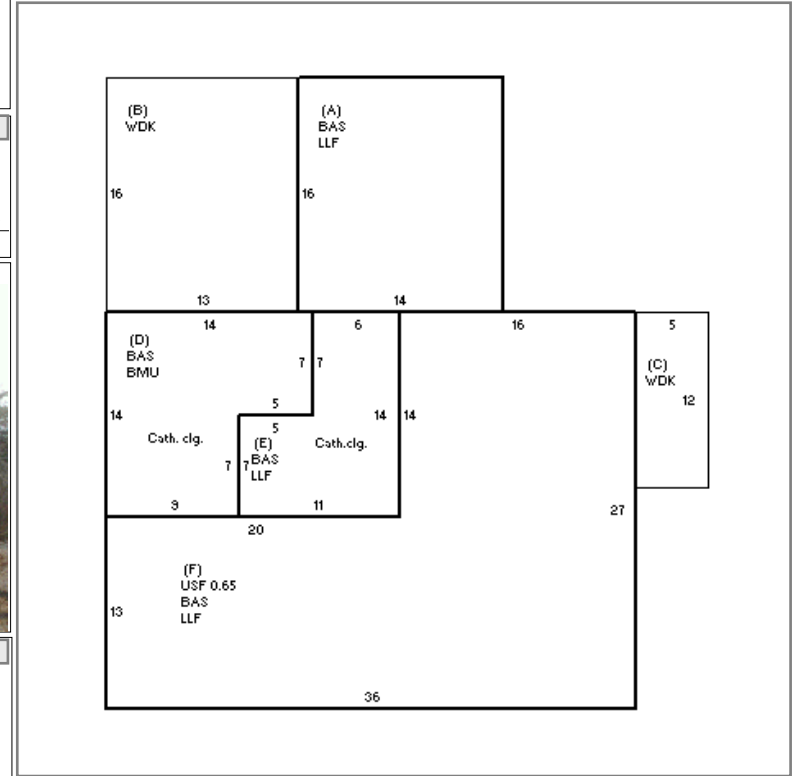 (B)
WDK
(A)
BAS
LLF
16
16
13
14
14
6
16
5
(D)
BAS
BMU
7
7
(C)
WDK
12
5
14
14
14
5
Cath. clg.
(E)
BAS
LLF
Cath.clg.
7
7
9
11
20
27
(F)
USF 0.65
BAS
LLF
13
36